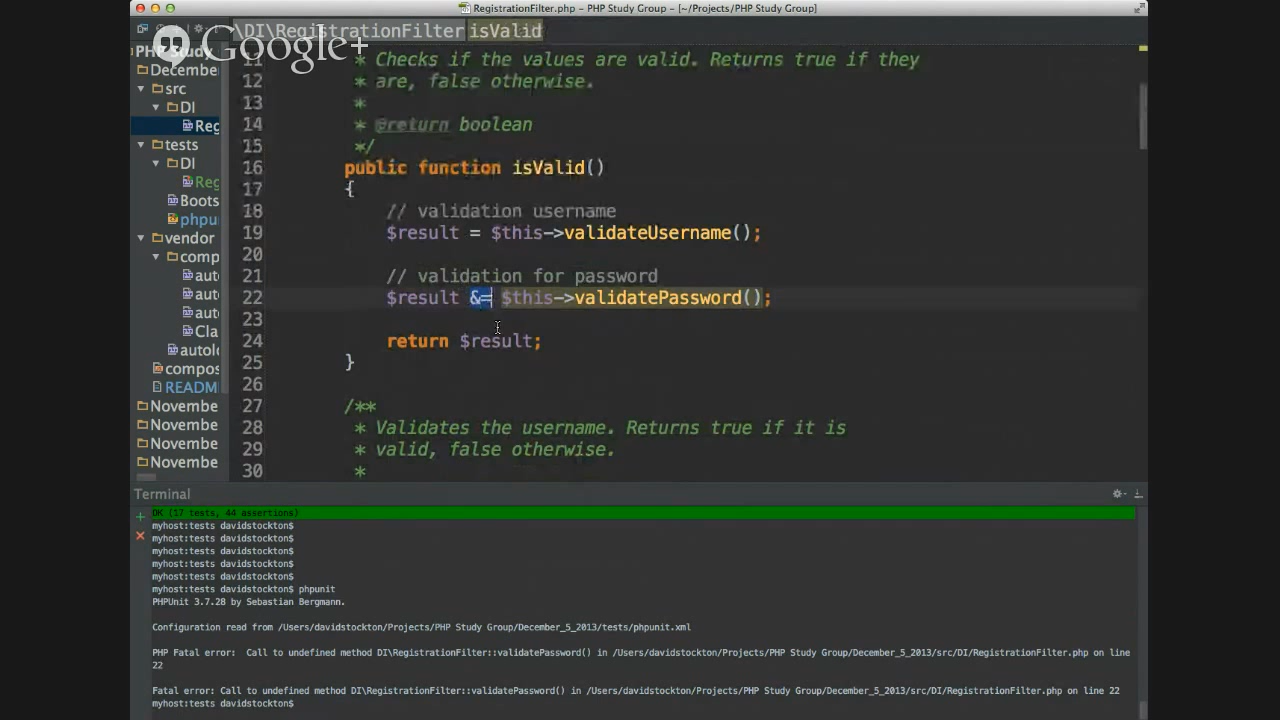 RegistrationFilter.php - PHP Study Group - [~/Projects/PHP Study Group]
\DI\RegistrationFilter isValid
Google+
PHP Study
Decembe
src
DI
Reg
tests
DI
Reg
Boots
phpu
vendor
comp
auto
auto
auto
Cla
autolo
compos
README
Novembe
Novembe
Novembe
Novembe
11 * Checks if the values are valid. Returns true if they
12 * are, false otherwise.
13 *
14 * @return boolean
15 */
16 public function isValid()
17 {
18 // validation username
19 $result = $this->validateUsername();
20
21 // validation for password
22 $result &= $this->validatePassword();
23
24 return $result;
25 }
26
27 /**
28 * Validates the username. Returns true if it is
29 * valid, false otherwise.
30 *
Terminal
OK (17 tests, 44 assertions)
myhost:tests davidstockton$
myhost:tests davidstockton$
myhost:tests davidstockton$
myhost:tests davidstockton$
myhost:tests davidstockton$
myhost:tests davidstockton$ phpunit
PHPUnit 3.7.28 by Sebastian Bergmann.
Configuration read from /Users/davidstockton/Projects/PHP Study Group/December_5_2013/tests/phpunit.xml
PHP Fatal error:  Call to undefined method DI\RegistrationFilter::validatePassword() in /Users/davidstockton/Projects/PHP Study Group/December_5_2013/src/DI/RegistrationFilter.php on line
22
Fatal error: Call to undefined method DI\RegistrationFilter::validatePassword() in /Users/davidstockton/Projects/PHP Study Group/December_5_2013/src/DI/RegistrationFilter.php on line 22
myhost:tests davidstockton$